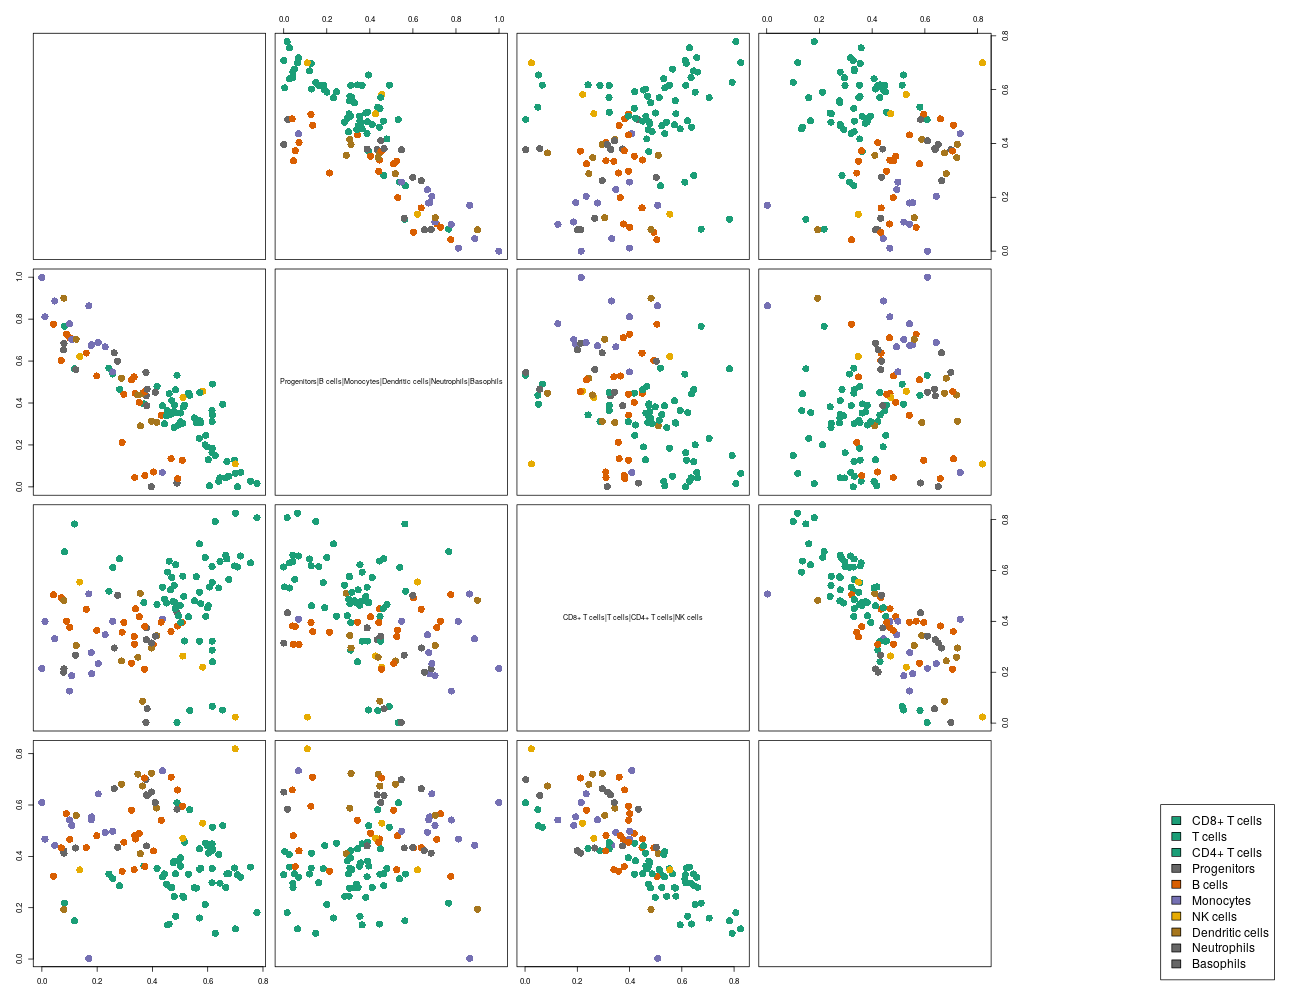 0.0 0.2 0.4 0.6 0.8 1.0
0.0 0.2 0.4 0.6 0.8
0.8
0.6
0.4
0.2
0.0
1.0
0.8
0.6
0.4
0.2
0.0
Progenitors|B cells|Monocytes|Dendritic cells|Neutrophils|Basophils
CD8+ T cells|T cells|CD4+ T cells|NK cells
0.8
0.6
0.4
0.2
0.0
0.8
0.6
0.4
0.2
0.0
0.0 0.2 0.4 0.6 0.8
0.0 0.2 0.4 0.6 0.8
CD8+ T cells
T cells
CD4+ T cells
Progenitors
B cells
Monocytes
NK cells
Dendritic cells
Neutrophils
Basophils